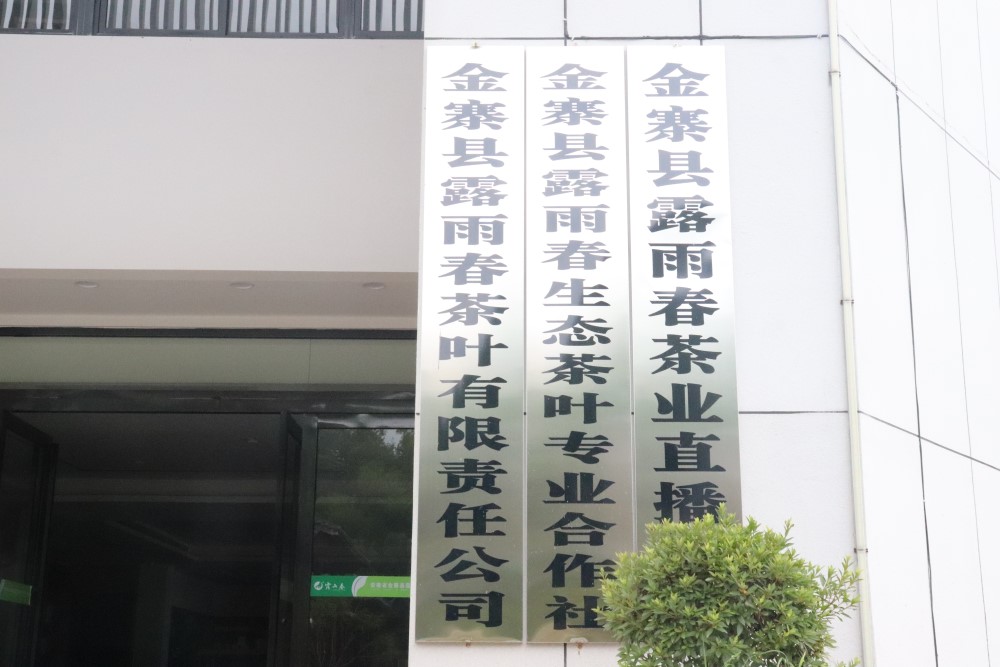 金寨县露雨春茶叶有限责任公司
金寨县露雨春生态茶叶专业合作社
金寨县露雨春茶业直播